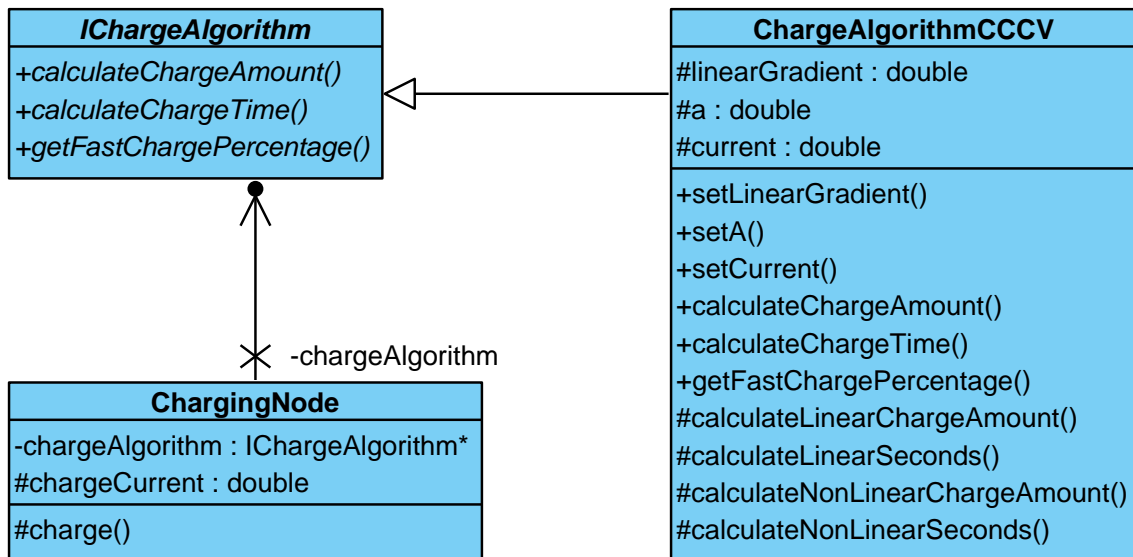 IChargeAlgorithm
+calculateChargeAmount()
+calculateChargeTime()
+getFastChargePercentage()
-chargeAlgorithm
ChargingNode
-chargeAlgorithm : IChargeAlgorithm*
#chargeCurrent : double
#charge()
ChargeAlgorithmCCCV
#linearGradient : double
#a : double
#current : double
+setLinearGradient()
+setA()
+setCurrent()
+calculateChargeAmount()
+calculateChargeTime()
+getFastChargePercentage()
#calculateLinearChargeAmount()
#calculateLinearSeconds()
#calculateNonLinearChargeAmount()
#calculateNonLinearSeconds()